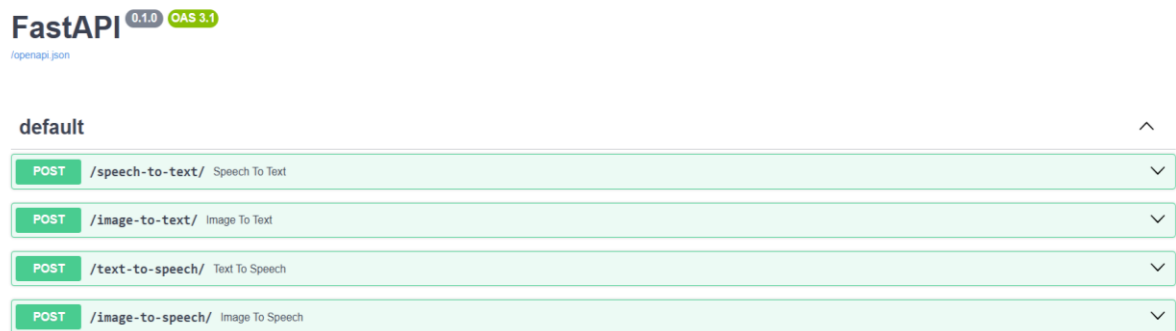 FastAPI 0.1.0 OAS 3.1
/openapi.json
default
POST /speech-to-text/ Speech To Text
POST /image-to-text/ Image To Text
POST /text-to-speech/ Text To Speech
POST /image-to-speech/ Image To Speech